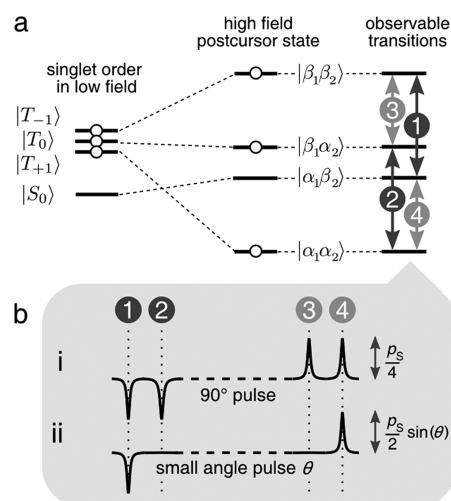 a
singlet order
in low field
high field
postcursor state
observable
transitions
|T₋₁⟩
|T₀⟩
|T₊₁⟩
|S₀⟩
|β₁β₂⟩
|β₁α₂⟩
|α₁β₂⟩
|α₁α₂⟩
3
1
2
4
b
1 2 3 4
i
90° pulse
pₛ/4
ii
small angle pulse θ
pₛ/2 sin(θ)